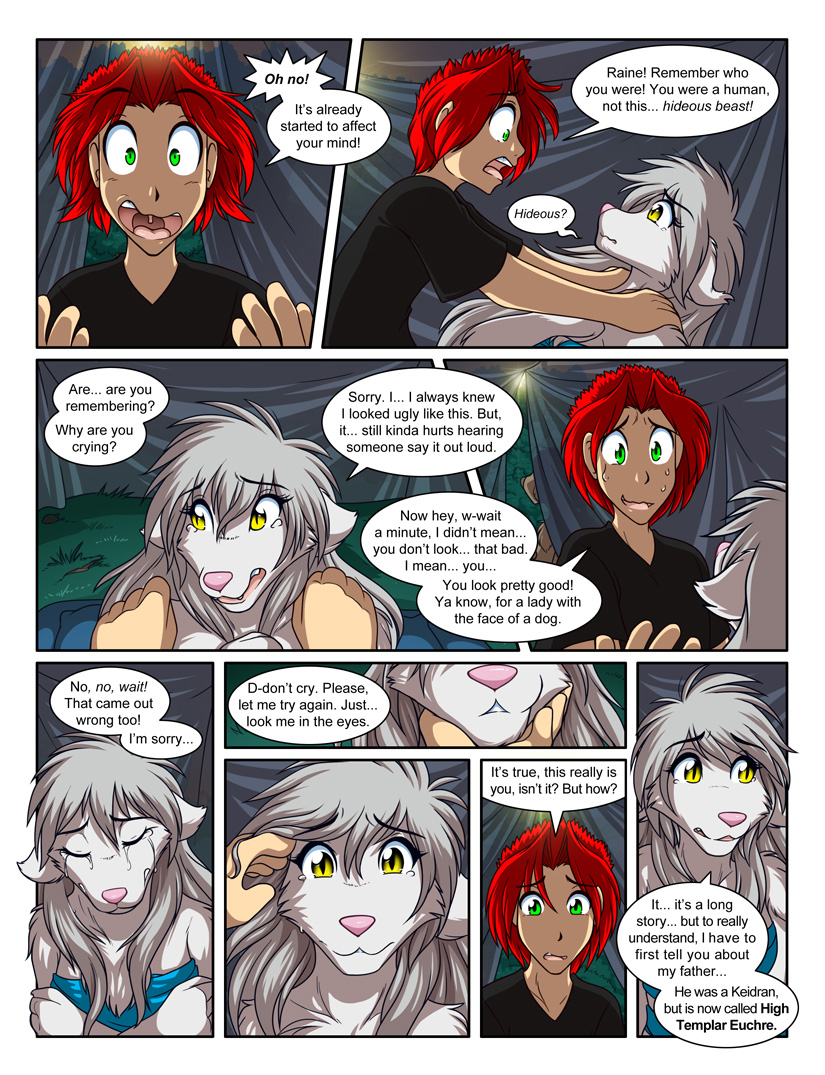 Oh no!
It's already
started to affect
your mind!
Raine! Remember who
you were! You were a human,
not this... hideous beast!
Hideous?
Are... are you
remembering?
Why are you
crying?
Sorry. I... I always knew
I looked ugly like this. But,
it... still kinda hurts hearing
someone say it out loud.
Now hey, w-wait
a minute, I didn't mean...
you don't look... that bad.
I mean... you...
You look pretty good!
Ya know, for a lady with
the face of a dog.
No, no, wait!
That came out
wrong too!
I'm sorry...
D-don't cry. Please,
let me try again. Just...
look me in the eyes.
It's true, this really is
you, isn't it? But how?
It... it's a long
story... but to really
understand, I have to
first tell you about
my father...
He was a Keidran,
but is now called High
Templar Euchre.